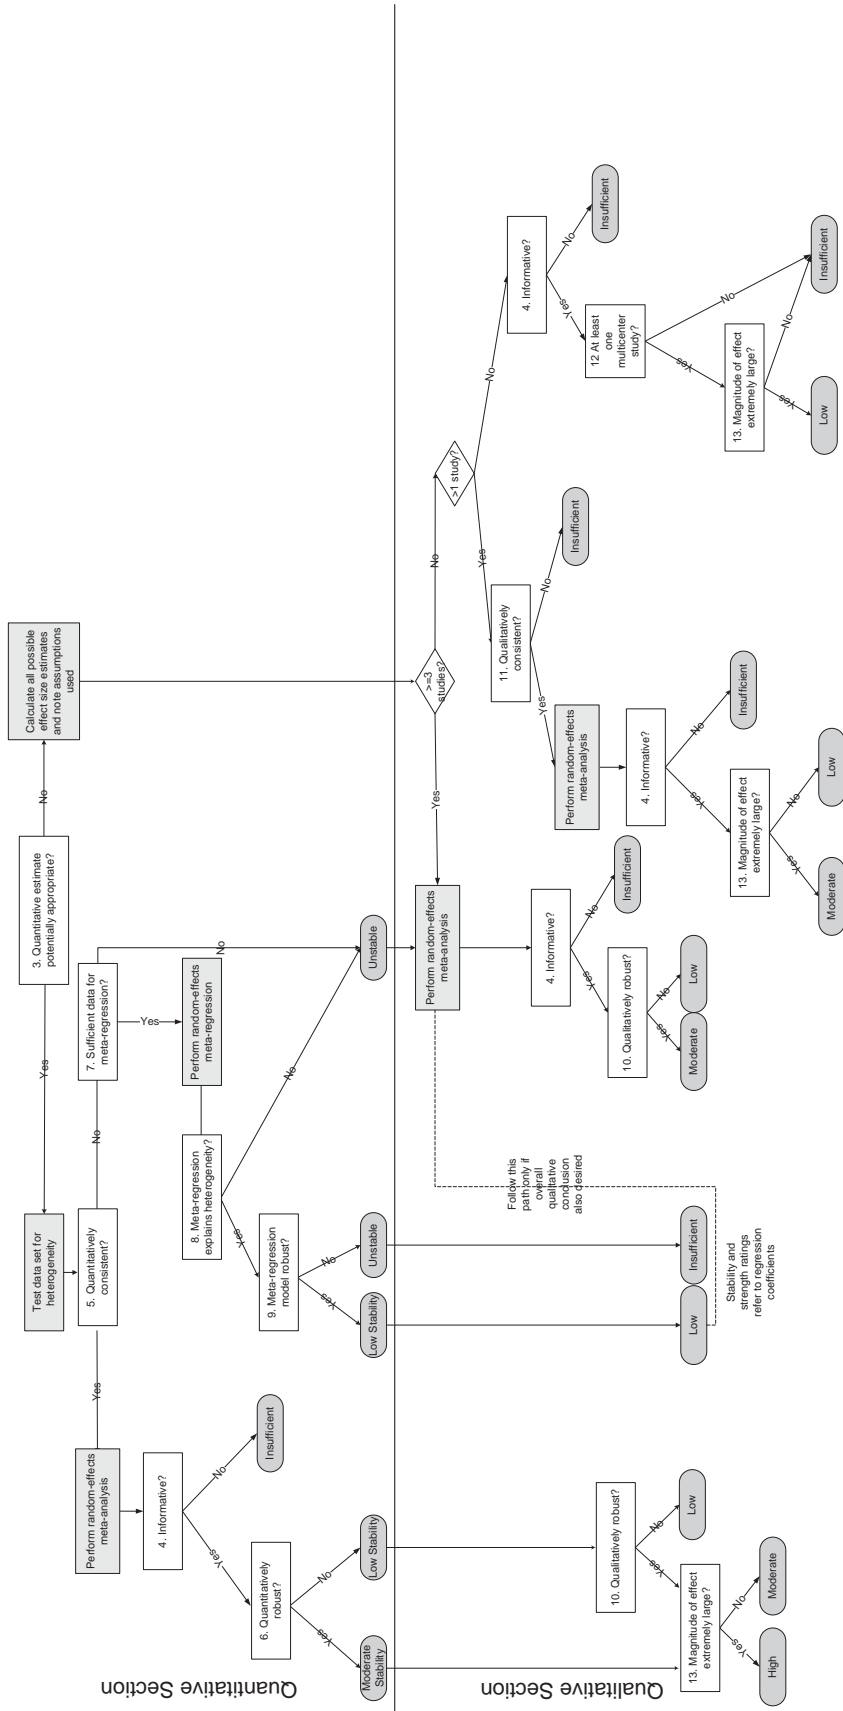 3. Quantitative estimate
potentially appropriate?
Yes
No
Calculate all possible
effect size estimates
and note assumptions
used
Test data set for
heterogeneity
5. Quantitatively
consistent?
Yes
No
7. Sufficient data for
meta-regression?
Yes
No
Perform random-effects
meta-analysis
4. Informative?
Yes
No
Insufficient
6. Quantitatively
robust?
Yes
No
Moderate
Stability
Low Stability
Perform random-effects
meta-regression
8. Meta-regression
explains heterogeneity?
Yes
No
9. Meta-regression
model robust?
Yes
No
Low Stability
Unstable
Unstable
Quantitative Section
Qualitative Section
10. Qualitatively robust?
Yes
No
Low
13. Magnitude of effect
extremely large?
Yes
No
High
Moderate
Low
Insufficient
Stability and
strength ratings
refer to regression
coefficients
Follow this
path only if
overall
qualitative
conclusion
also desired
>=3
studies?
Yes
No
Perform random-effects
meta-analysis
4. Informative?
Yes
No
Insufficient
10. Qualitatively robust?
Yes
No
Moderate
Low
>1 study?
Yes
No
11. Qualitatively
consistent?
Yes
No
Insufficient
Perform random-effects
meta-analysis
4. Informative?
Yes
No
Insufficient
13. Magnitude of effect
extremely large?
Yes
No
Moderate
Low
4. Informative?
Yes
No
Insufficient
12 At least
one
multicenter
study?
Yes
No
13. Magnitude of effect
extremely large?
Yes
No
Low
Insufficient